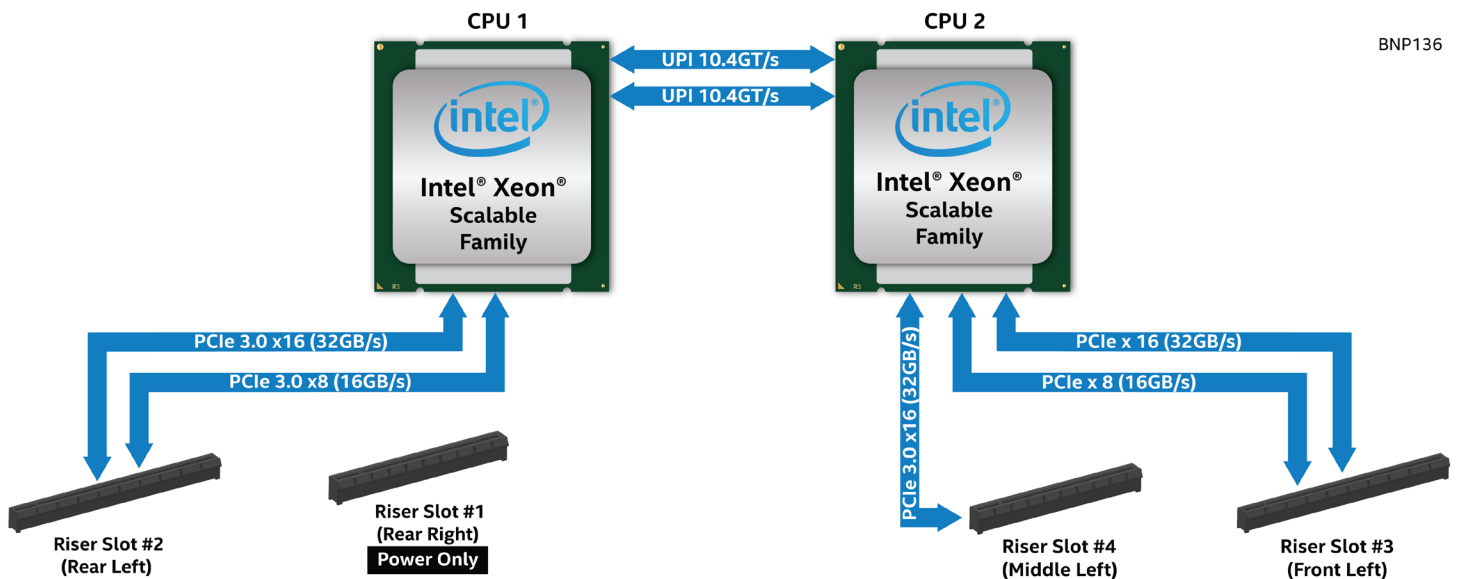 CPU 1
CPU 2
BNP136
UPI 10.4GT/s
UPI 10.4GT/s
intel®
Intel® Xeon®
Scalable
Family
R3
intel®
Intel® Xeon®
Scalable
Family
R3
PCIe 3.0 x16 (32GB/s)
PCIe 3.0 x8 (16GB/s)
PCIe 3.0 x16 (32GB/s)
PCIe x 16 (32GB/s)
PCIe x 8 (16GB/s)
Riser Slot #2
(Rear Left)
Riser Slot #1
(Rear Right)
Power Only
Riser Slot #4
(Middle Left)
Riser Slot #3
(Front Left)